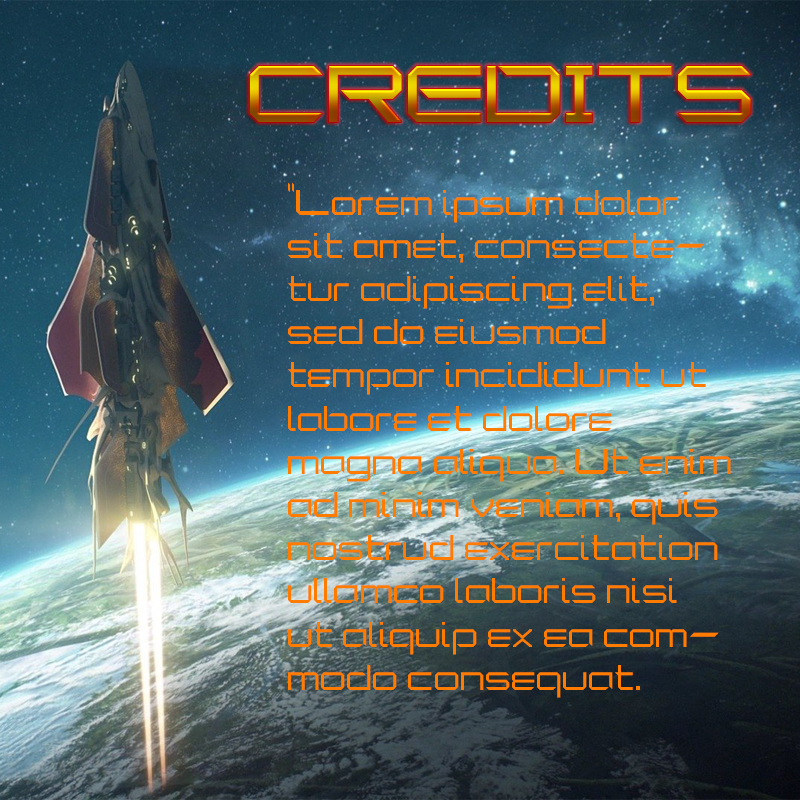 CREDITS
"Lorem ipsum dolor
sit amet, consecte-
tur adipiscing elit,
sed do eiusmod
tempor incididunt ut
labore et dolore
magna aliqua. Ut enim
ad minim veniam, quis
nostrud exercitation
ullamco laboris nisi
ut aliquip ex ea com-
modo consequat.